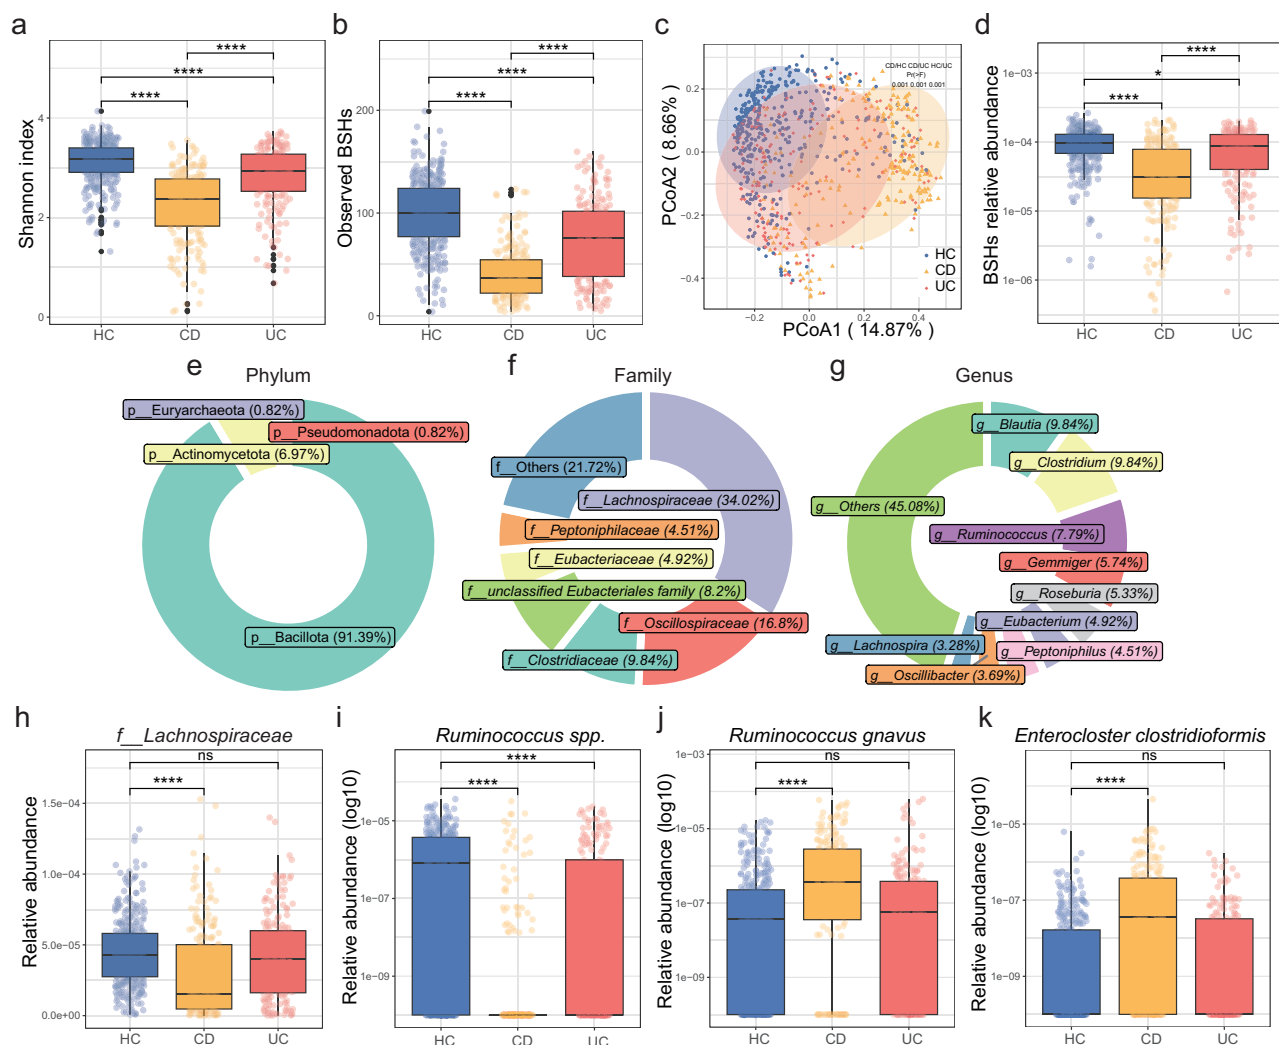 a
b
c
d
Shannon index
4
2
0
****
****
****
HC
CD
UC
Observed BSHs
200
100
0
****
****
****
HC
CD
UC
PCoA2 ( 8.66% )
0.2
0.0
−0.2
−0.4
CD/HC CD/UC HC/UC
Pr(>F)
0.001 0.001 0.001
HC
CD
UC
−0.2
0.0
0.2
0.4
PCoA1 ( 14.87% )
BSHs relative abundance
1e−03
1e−04
1e−05
1e−06
****
*
****
HC
CD
UC
e
Phylum
p__Euryarchaeota (0.82%)
p__Pseudomonadota (0.82%)
p__Actinomycetota (6.97%)
p__Bacillota (91.39%)
f
Family
f__Others (21.72%)
f__Lachnospiraceae (34.02%)
f__Peptoniphilaceae (4.51%)
f__Eubacteriaceae (4.92%)
f__unclassified Eubacteriales family (8.2%)
f__Oscillospiraceae (16.8%)
f__Clostridiaceae (9.84%)
g
Genus
g__Blautia (9.84%)
g__Clostridium (9.84%)
g__Others (45.08%)
g__Ruminococcus (7.79%)
g__Gemmiger (5.74%)
g__Roseburia (5.33%)
g__Eubacterium (4.92%)
g__Lachnospira (3.28%)
g__Peptoniphilus (4.51%)
g__Oscillibacter (3.69%)
h
f__Lachnospiraceae
Relative abundance
1.5e−04
1.0e−04
5.0e−05
0.0e+00
ns
****
HC
CD
UC
i
Ruminococcus spp.
Relative abundance (log10)
1e−05
1e−07
1e−09
****
****
HC
CD
UC
j
Ruminococcus gnavus
Relative abundance (log10)
1e−03
1e−05
1e−07
1e−09
ns
****
HC
CD
UC
k
Enterocloster clostridioformis
Relative abundance (log10)
1e−05
1e−07
1e−09
ns
****
HC
CD
UC